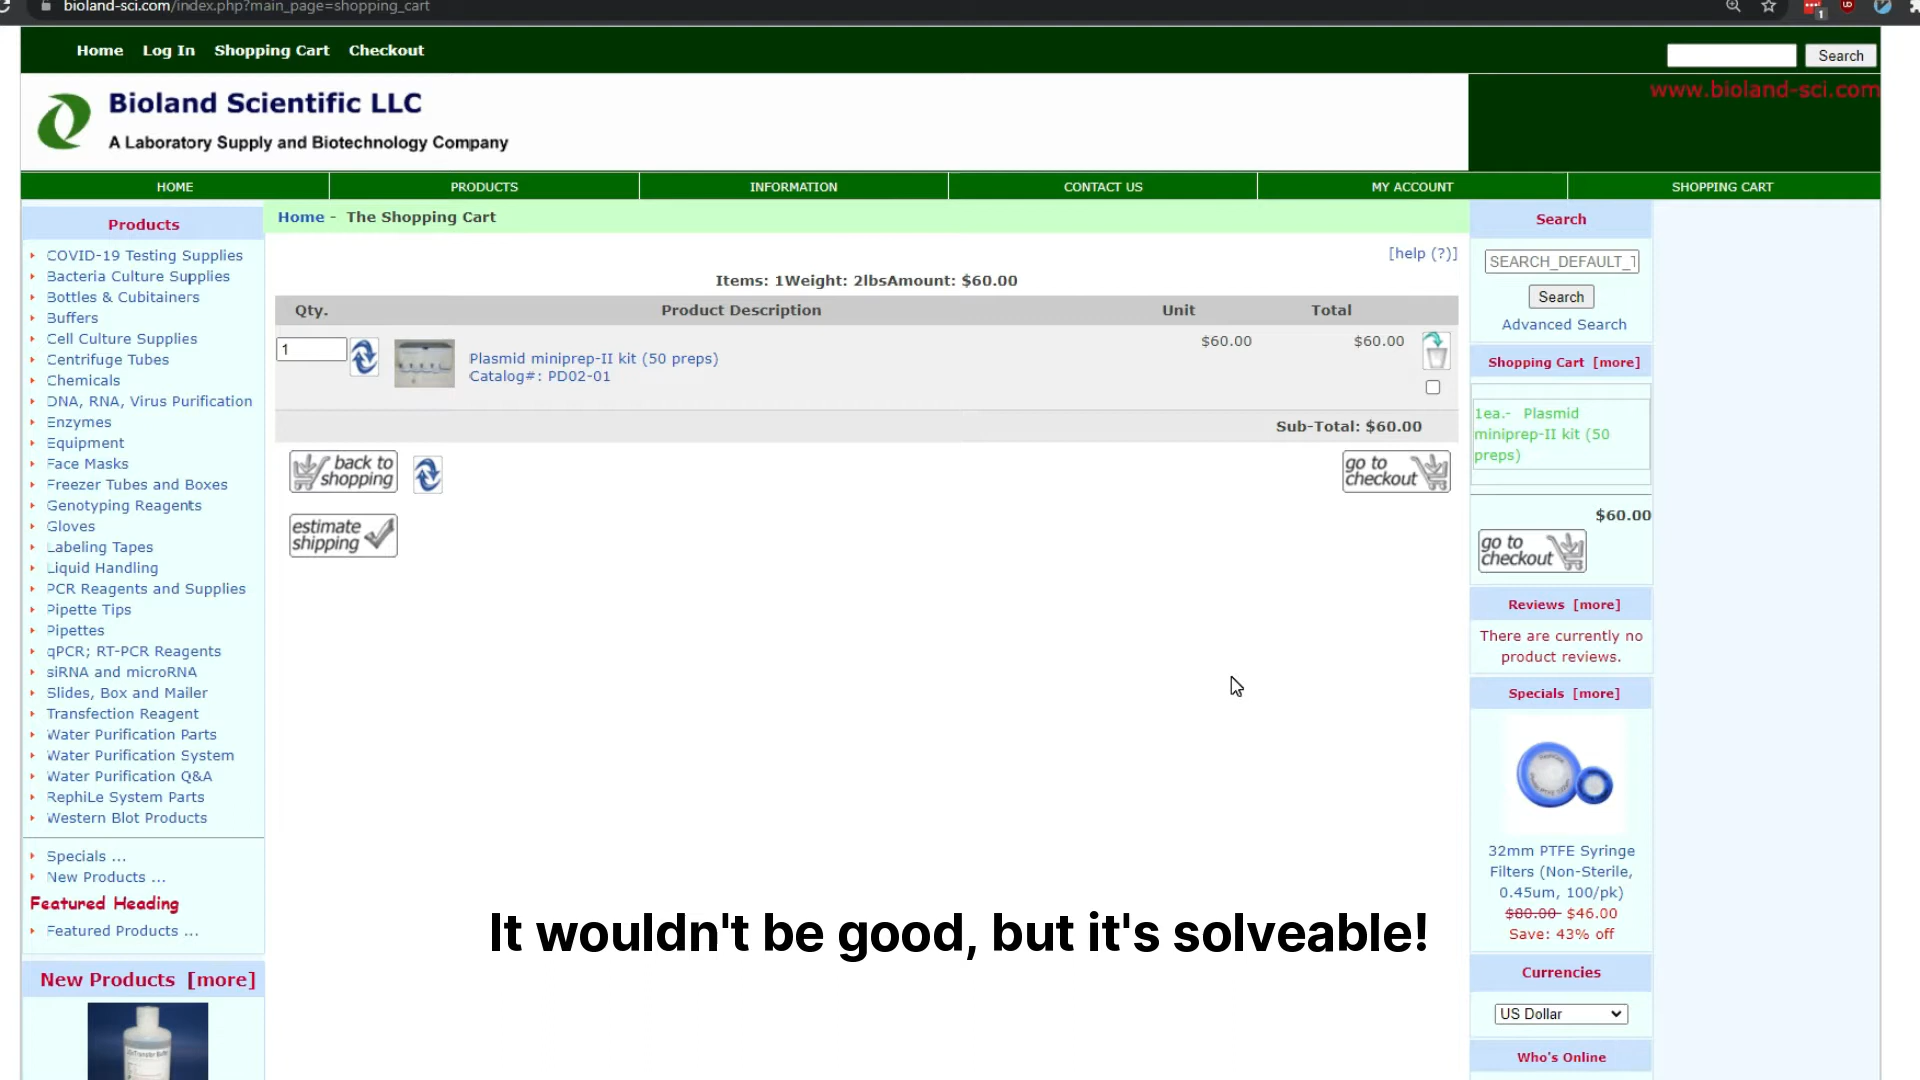 bioland-sci.com/index.php?main_page=shopping_cart
Home Log In Shopping Cart Checkout
Search
www.bioland-sci.com
Bioland Scientific LLC
A Laboratory Supply and Biotechnology Company
HOME PRODUCTS INFORMATION CONTACT US MY ACCOUNT SHOPPING CART
Products
COVID-19 Testing Supplies
Bacteria Culture Supplies
Bottles & Cubitainers
Buffers
Cell Culture Supplies
Centrifuge Tubes
Chemicals
DNA, RNA, Virus Purification
Enzymes
Equipment
Face Masks
Freezer Tubes and Boxes
Genotyping Reagents
Gloves
Labeling Tapes
Liquid Handling
PCR Reagents and Supplies
Pipette Tips
Pipettes
qPCR; RT-PCR Reagents
siRNA and microRNA
Slides, Box and Mailer
Transfection Reagent
Water Purification Parts
Water Purification System
Water Purification Q&A
RephiLe System Parts
Western Blot Products
Specials ...
New Products ...
Featured Heading
Featured Products ...
New Products [more]
Home - The Shopping Cart
[help (?)]
Items: 1Weight: 2lbsAmount: $60.00
Qty. Product Description Unit Total
1
Plasmid miniprep-II kit (50 preps)
Catalog#: PD02-01
$60.00 $60.00
Sub-Total: $60.00
back to
shopping
go to
checkout
estimate
shipping
It wouldn't be good, but it's solveable!
Search
SEARCH_DEFAULT_T
Search
Advanced Search
Shopping Cart [more]
1ea.- Plasmid
miniprep-II kit (50
preps)
$60.00
go to
checkout
Reviews [more]
There are currently no
product reviews.
Specials [more]
32mm PTFE Syringe
Filters (Non-Sterile,
0.45um, 100/pk)
$80.00 $46.00
Save: 43% off
Currencies
US Dollar
Who's Online